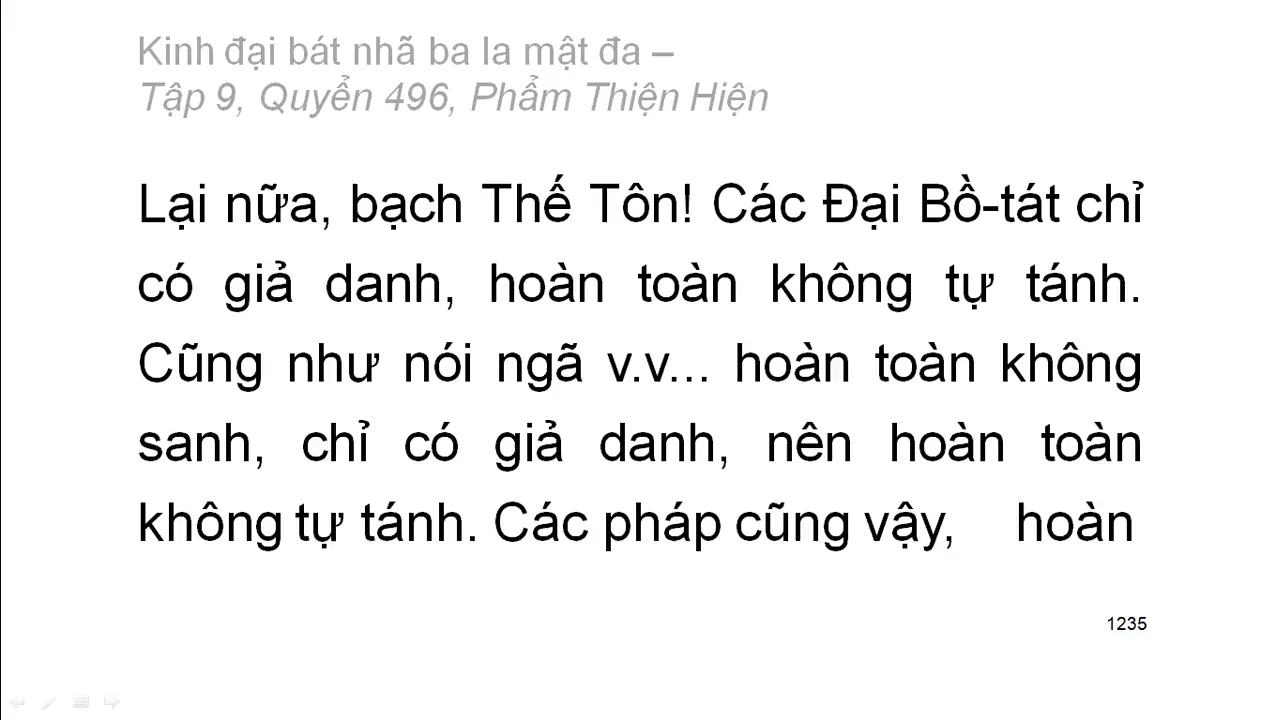 Kinh đại bát nhã ba la mật đa –
Tập 9, Quyển 496, Phẩm Thiện Hiện
Lại nữa, bạch Thế Tôn! Các Đại Bồ-tát chỉ
có giả danh, hoàn toàn không tự tánh.
Cũng như nói ngã v.v... hoàn toàn không
sanh, chỉ có giả danh, nên hoàn toàn
không tự tánh. Các pháp cũng vậy, hoàn
1235